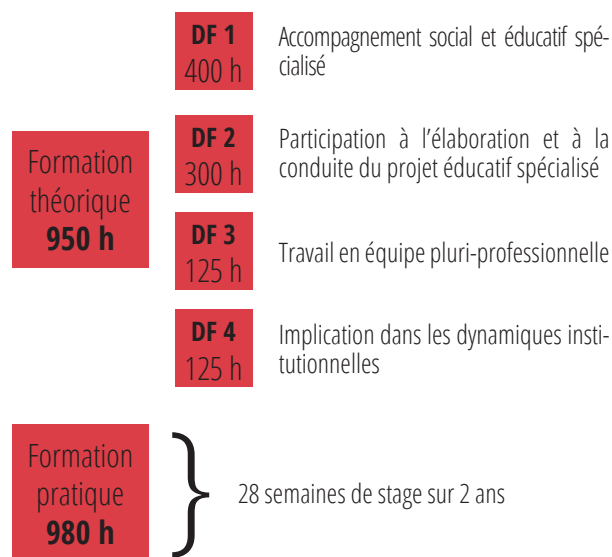 DF 1
400 h
Accompagnement social et éducatif spé-
cialisé
Formation
théorique
950 h
DF 2
300 h
Participation à l’élaboration et à la
conduite du projet éducatif spécialisé
DF 3
125 h
Travail en équipe pluri-professionnelle
DF 4
125 h
Implication dans les dynamiques insti-
tutionnelles
Formation
pratique
980 h
28 semaines de stage sur 2 ans